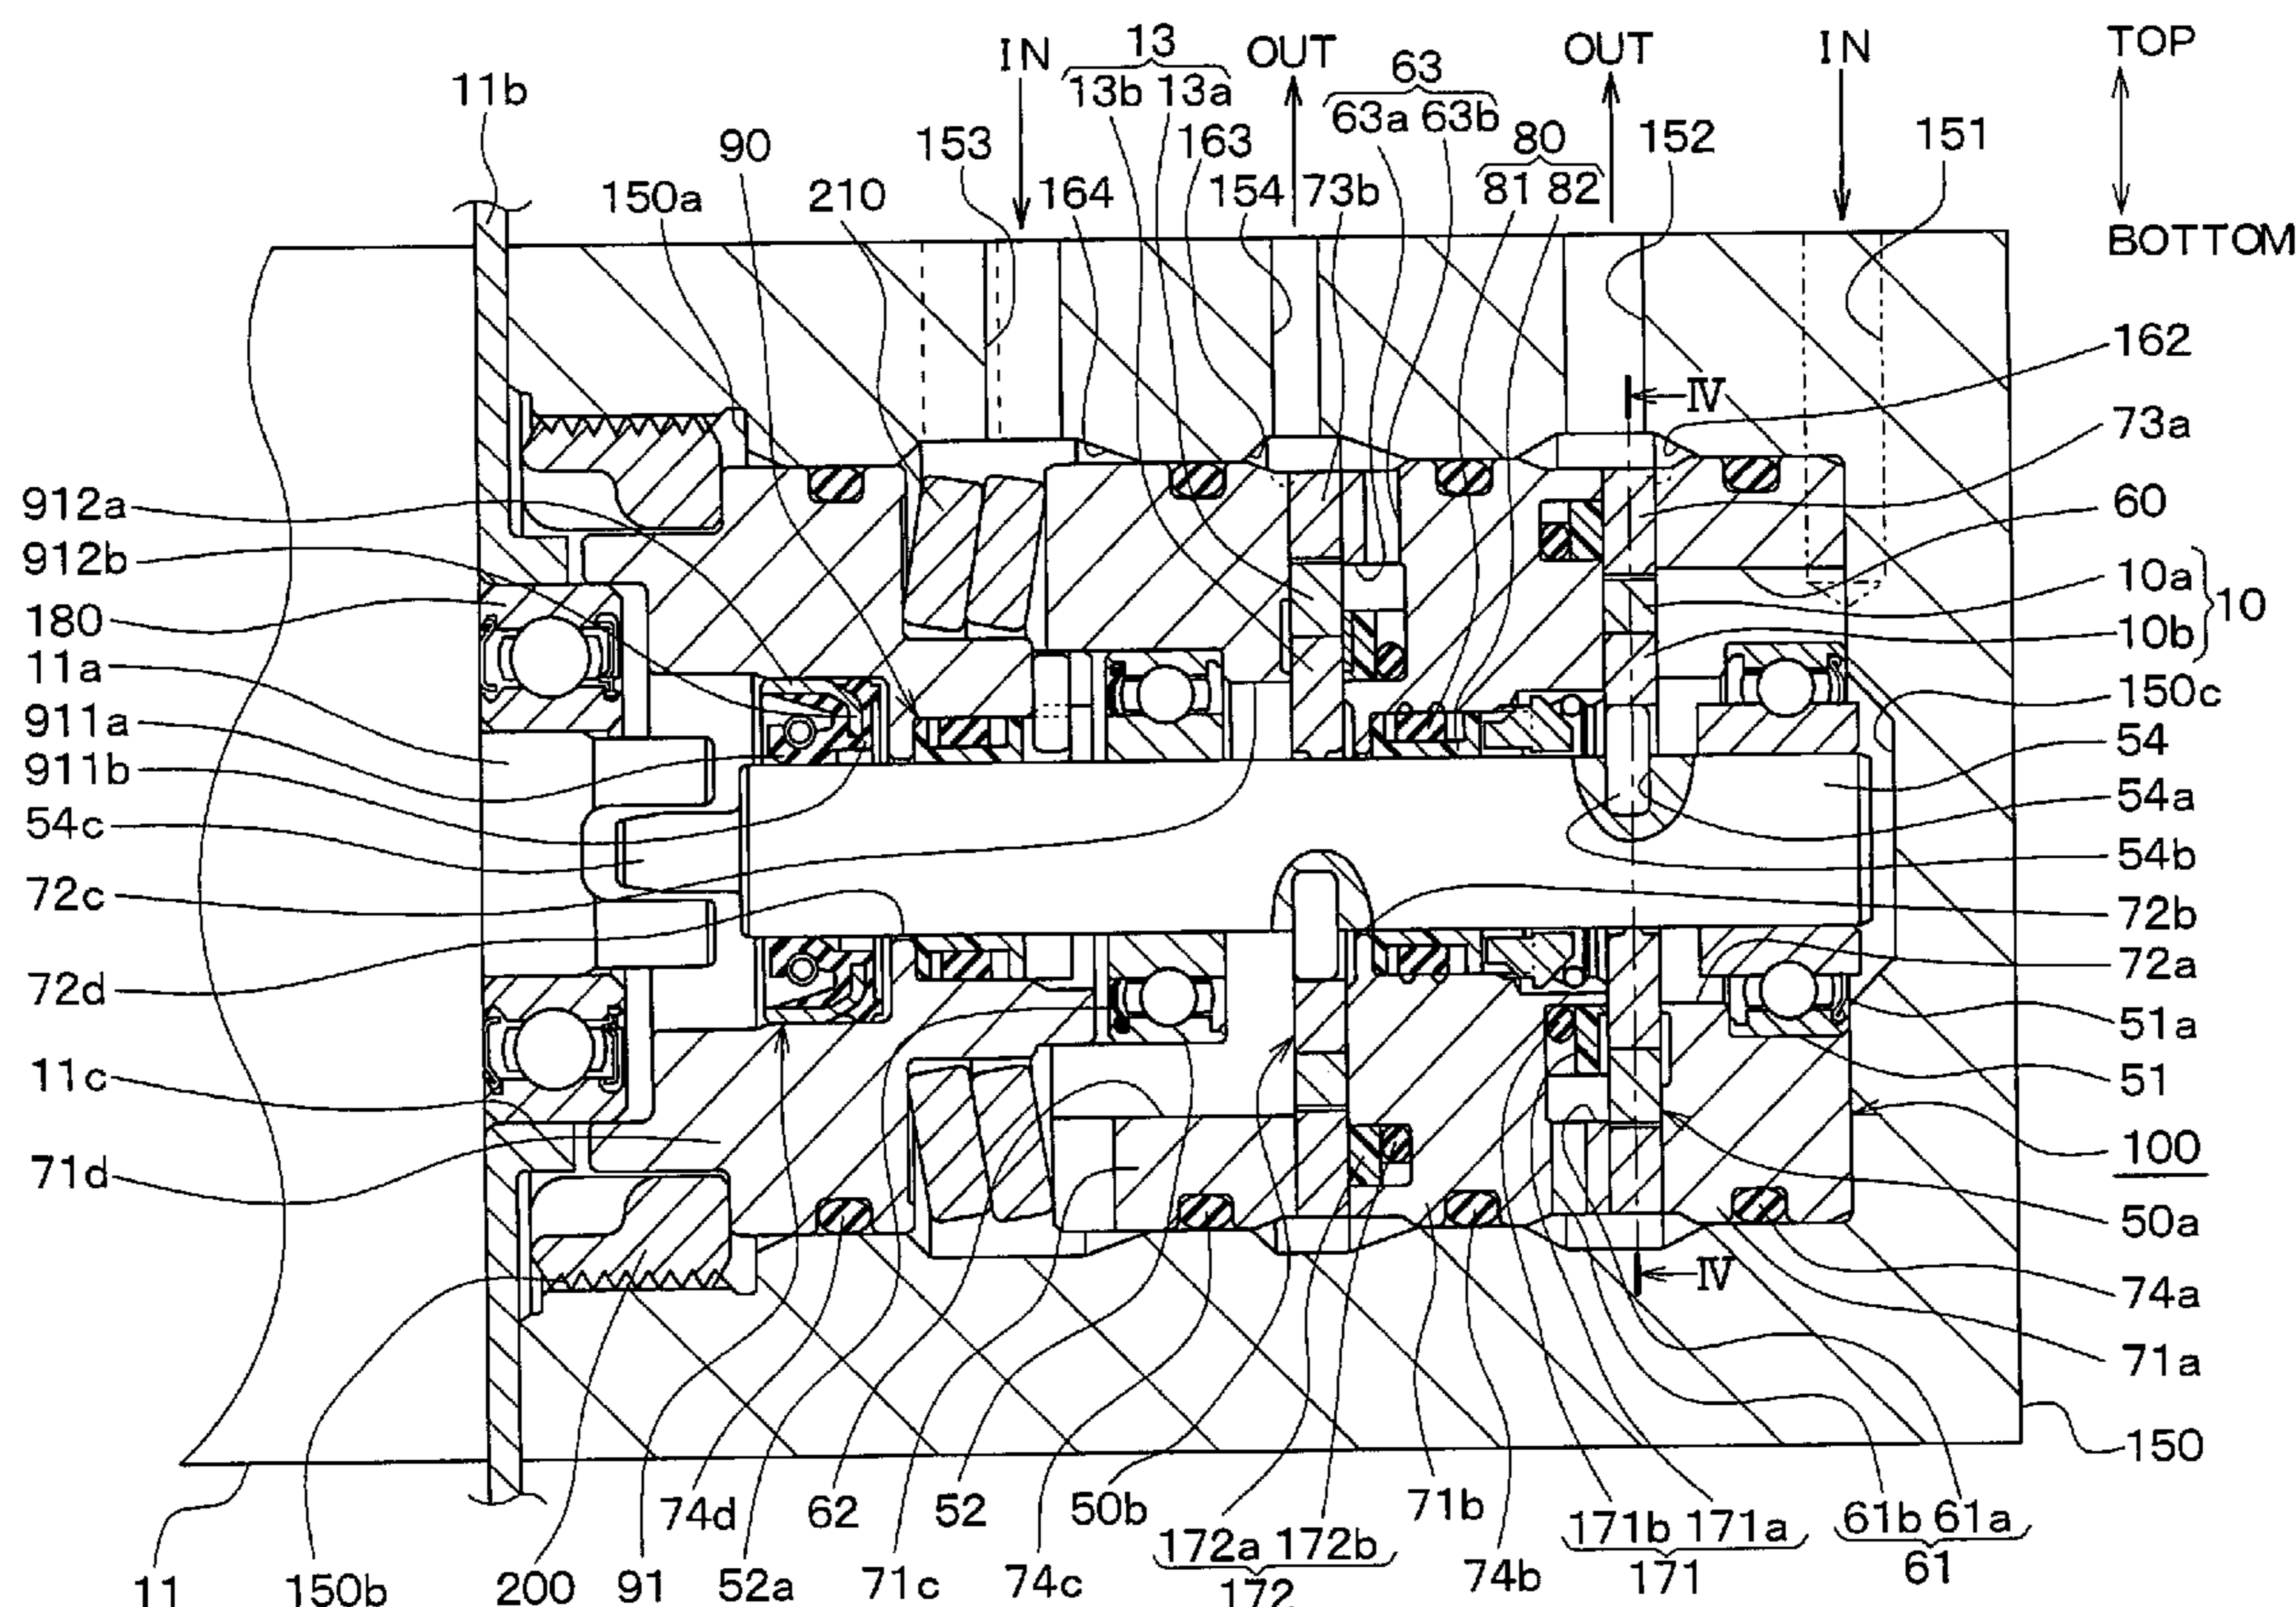 IN 13 OUT OUT IN TOP
11b 13b 13a 63 BOTTOM
63a 63b
90 153 163 80 152 151
150a 210 164 154 73b 81 82
162
IV
73a
912a 60
912b 10a
10
180 10b
11a 150c
911a 54
911b 54a
54c 54b
72c 72b
72d 72a
51a
11c 51
71d 100
50a
IV
74a
71a
150
74d 62 52 50b 71b
172a 172b 171b 171a 61b 61a
11 150b 200 91 52a 71c 74c 172 74b 171 61